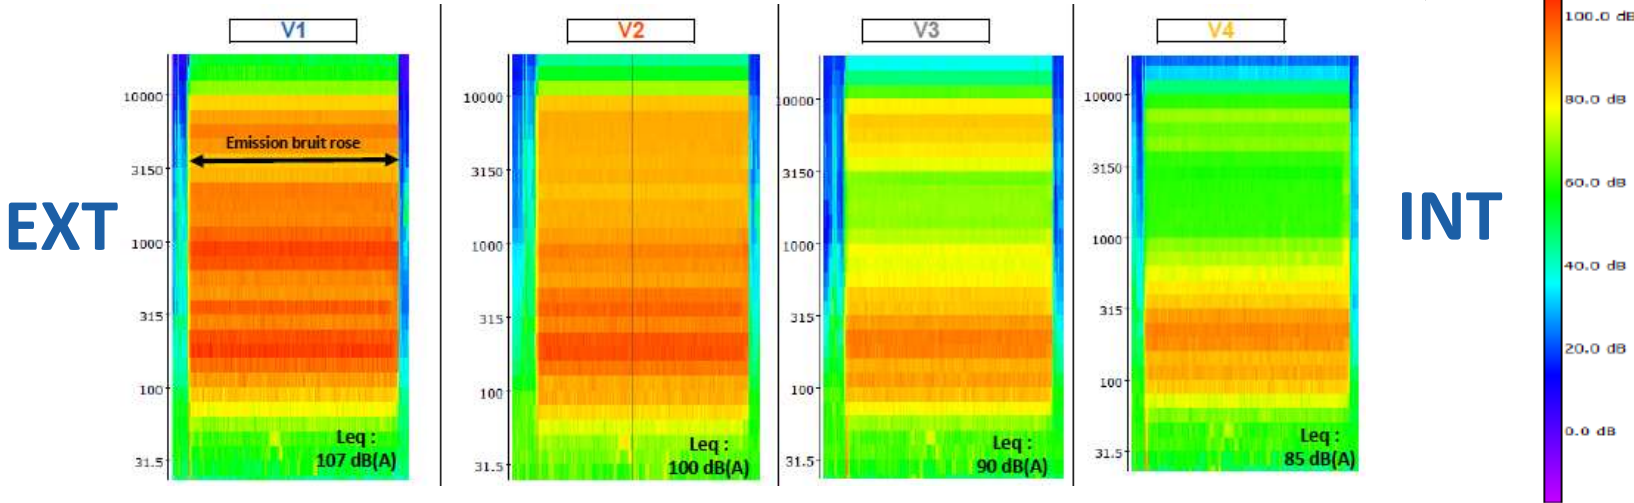 V1
V2
V3
V4
EXT
INT
10000
3150
1000
315
100
31.5
Emission bruit rose
Leq :
107 dB(A)
10000
3150
1000
315
100
31.5
Leq :
100 dB(A)
10000
3150
1000
315
100
31.5
Leq :
90 dB(A)
10000
3150
1000
315
100
31.5
Leq :
85 dB(A)
100.0 dB
80.0 dB
60.0 dB
40.0 dB
20.0 dB
0.0 dB